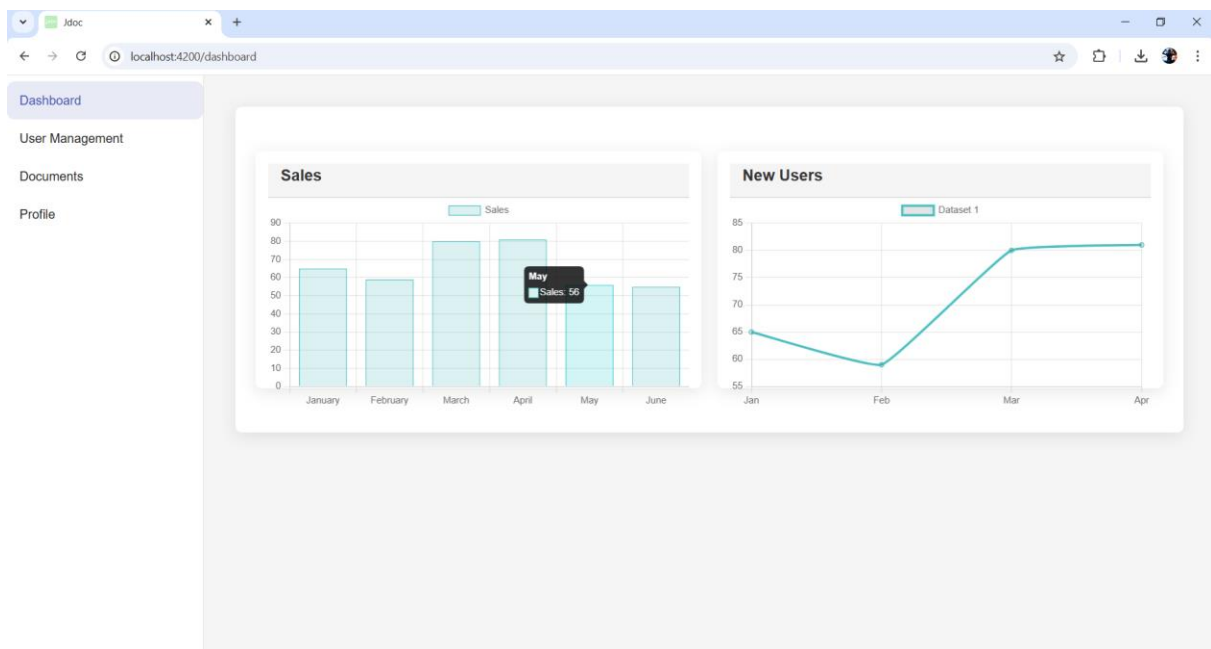 Jdoc
localhost:4200/dashboard
Dashboard
User Management
Documents
Profile
Sales
Sales
90
80
70
60
50
40
30
20
10
0
May
Sales: 56
January February March April May June
New Users
Dataset 1
85
80
75
70
65
60
55
Jan Feb Mar Apr